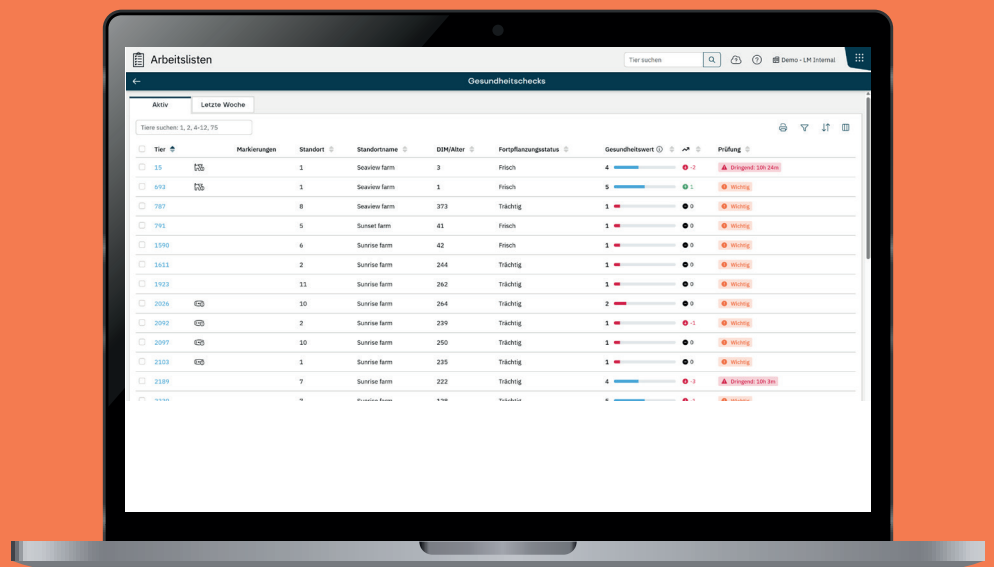 Arbeitslisten
Tier suchen
Demo - LM Internal
Gesundheitschecks
Aktiv Letzte Woche
Tiere suchen: 1, 2, 4-12, 75
Tier Markierungen Standort Standortname DIM/Alter Fortpflanzungsstatus Gesundheitswert Prüfung
15 1 Seaview farm 3 Frisch 4 -2 Dringend: 10h 24m
693 1 Seaview farm 1 Frisch 5 1 Wichtig
787 8 Seaview farm 373 Trächtig 1 0 Wichtig
791 5 Sunset farm 41 Frisch 1 0 Wichtig
1590 6 Sunrise farm 42 Frisch 1 0 Wichtig
1611 2 Sunrise farm 244 Trächtig 1 0 Wichtig
1923 11 Sunrise farm 262 Trächtig 1 0 Wichtig
2026 10 Sunrise farm 264 Trächtig 2 0 Wichtig
2092 2 Sunrise farm 239 Trächtig 1 -1 Wichtig
2097 10 Sunrise farm 250 Trächtig 1 0 Wichtig
2103 1 Sunrise farm 235 Trächtig 1 0 Wichtig
2189 7 Sunrise farm 222 Trächtig 4 -3 Dringend: 10h 3m
Sunrise farm Trächtig Wichtig